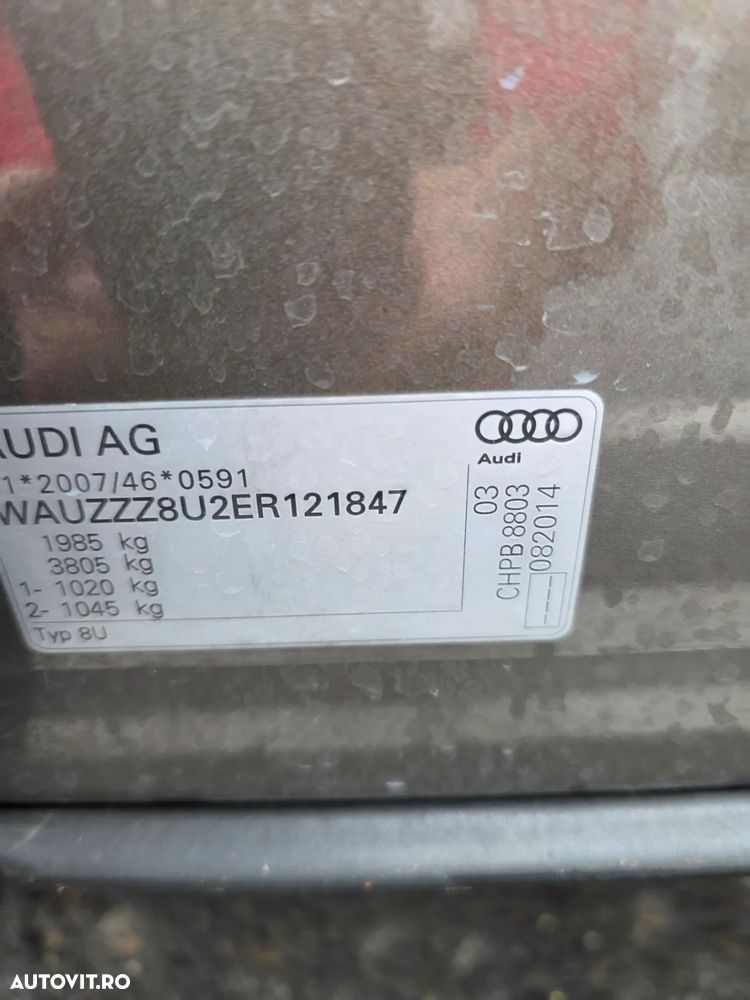 AUDI AG
1*2007/46*0591
WAUZZZ8U2ER121847
1985 kg
3805 kg
1- 1020 kg
2- 1045 kg
Typ 8U
Audi
03
CHPB 8803
----082014
AUTOVIT.RO